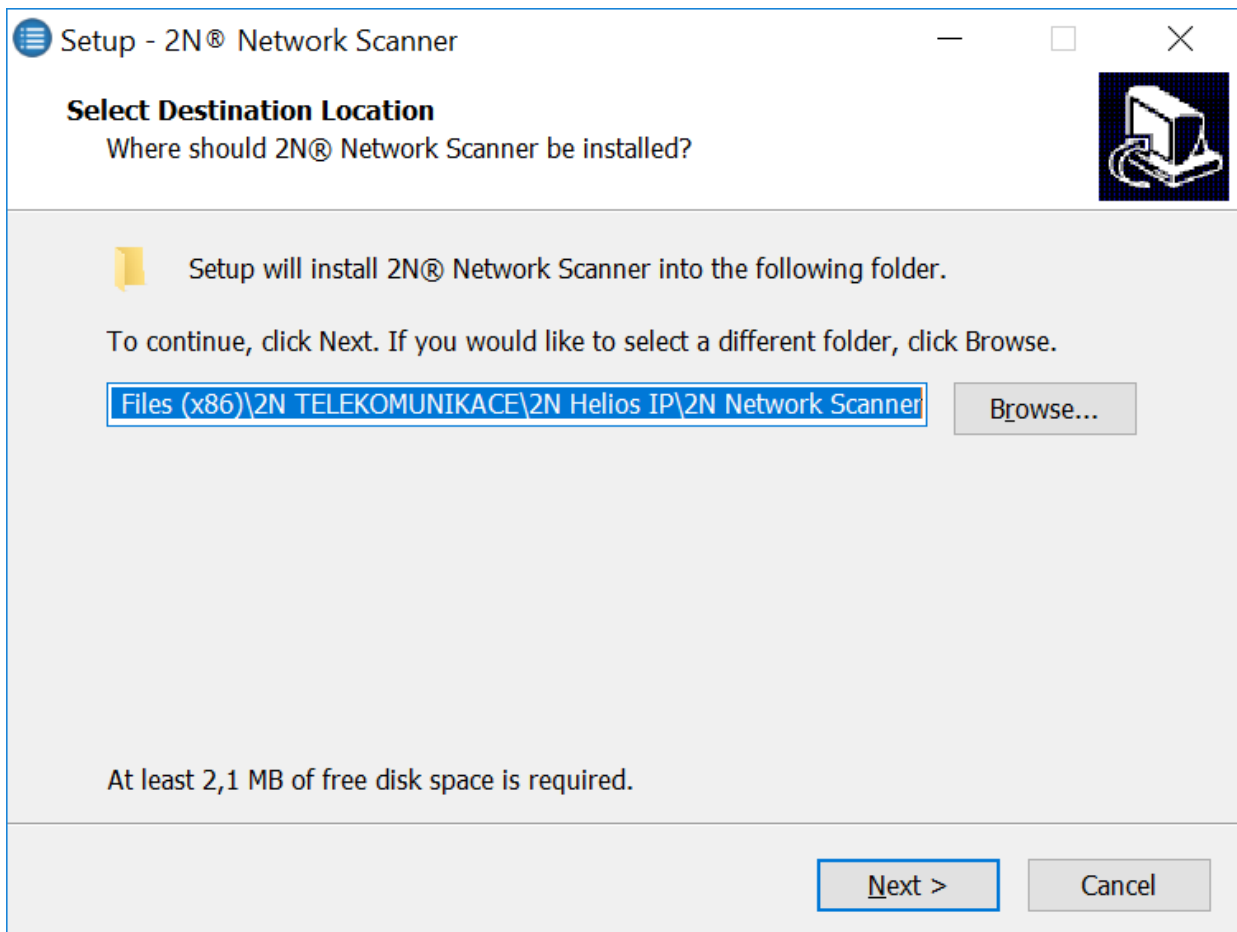 Setup - 2N® Network Scanner
Select Destination Location
Where should 2N® Network Scanner be installed?
Setup will install 2N® Network Scanner into the following folder.
To continue, click Next. If you would like to select a different folder, click Browse.
Files (x86)\2N TELEKOMUNIKACE\2N Helios IP\2N Network Scanner
Browse...
At least 2,1 MB of free disk space is required.
Next >
Cancel